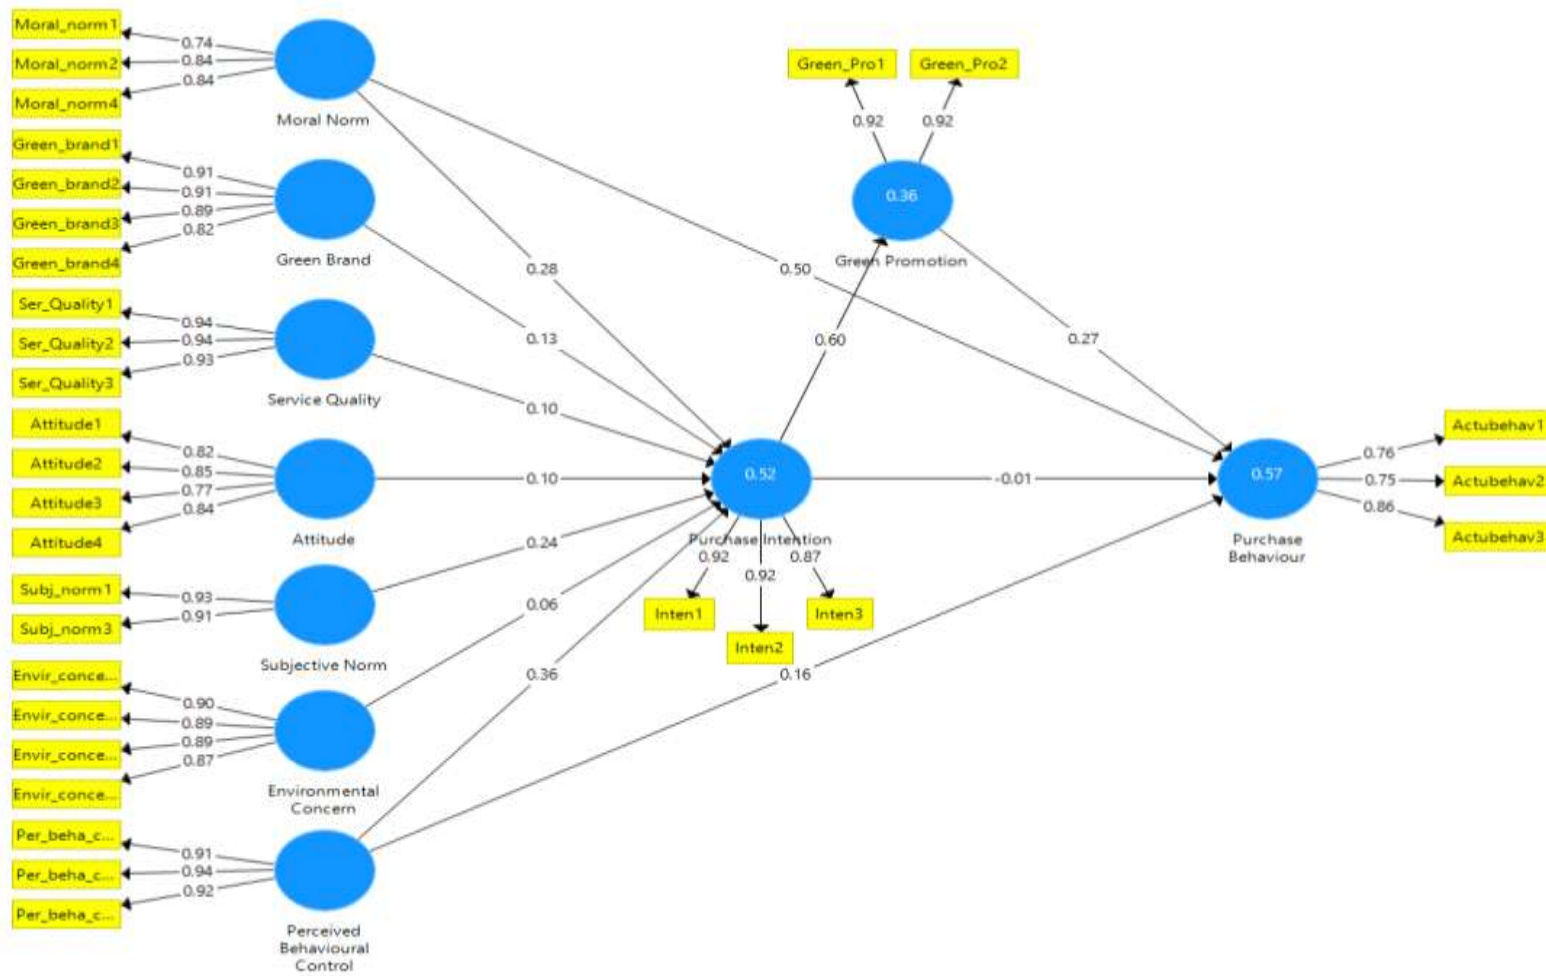 Moral_norm1
0.74
Moral_norm2
0.84
Moral_norm4
0.84
Moral Norm
Green_brand1
0.91
Green_brand2
0.91
Green_brand3
0.89
Green_brand4
0.82
Green Brand
Ser_Quality1
0.94
Ser_Quality2
0.94
Ser_Quality3
0.93
Service Quality
Attitude1
0.82
Attitude2
0.85
Attitude3
0.77
Attitude4
0.84
Attitude
Subj_norm1
0.93
Subj_norm3
0.91
Subjective Norm
Envir_conce...
0.90
Envir_conce...
0.89
Envir_conce...
0.89
Envir_conce...
0.87
Environmental
Concern
Per_beha_c...
0.91
Per_beha_c...
0.94
Per_beha_c...
0.92
Perceived
Behavioural
Control
0.28
0.13
0.10
0.10
0.24
0.06
0.36
0.52
Purchase Intention
0.92
0.92
0.87
Inten1
Inten2
Inten3
Green_Pro1
Green_Pro2
0.92
0.92
0.36
Green Promotion
0.50
0.60
0.27
-0.01
0.16
0.57
Purchase
Behaviour
0.76
0.75
0.86
Actubehav1
Actubehav2
Actubehav3